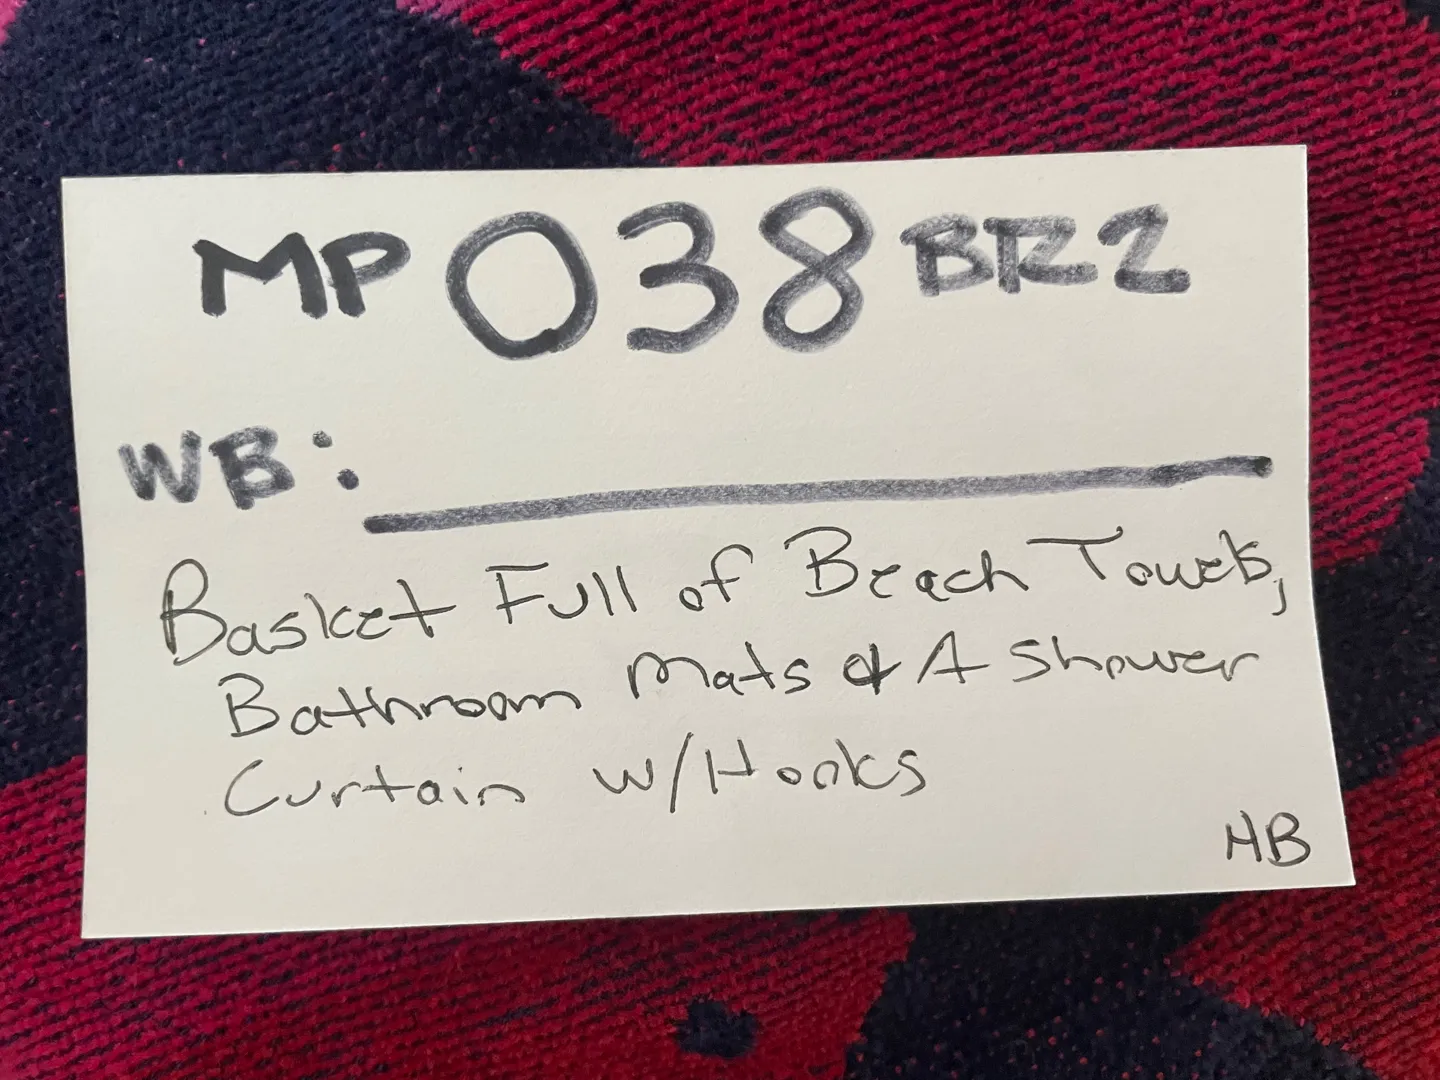 MP 038 BR2
WB:
Basket Full of Beach Towels,
Bathroom Mats & A Shower
Curtain w/Hooks
HB